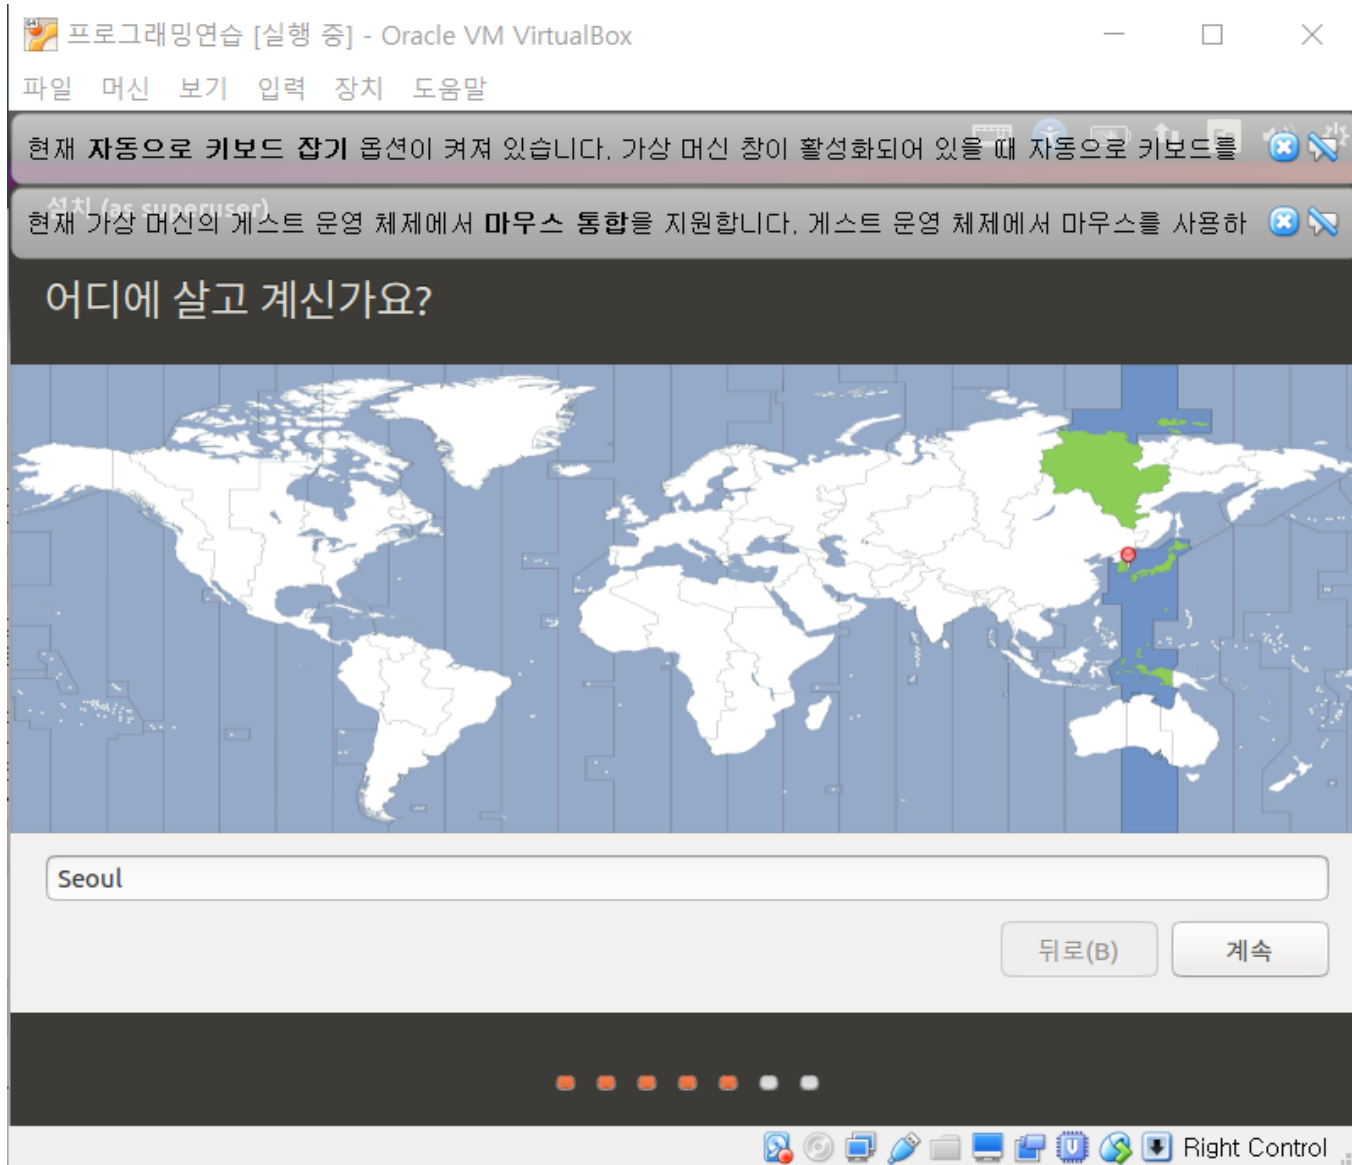 프로그래밍연습 [실행 중] - Oracle VM VirtualBox
파일 머신 보기 입력 장치 도움말
현재 자동으로 키보드 잡기 옵션이 켜져 있습니다. 가상 머신 창이 활성화되어 있을 때 자동으로 키보드를
설치 (as superuser)
현재 가상 머신의 게스트 운영 체제에서 마우스 통합을 지원합니다. 게스트 운영 체제에서 마우스를 사용하
어디에 살고 계신가요?
Seoul
뒤로(B) 계속
Right Control